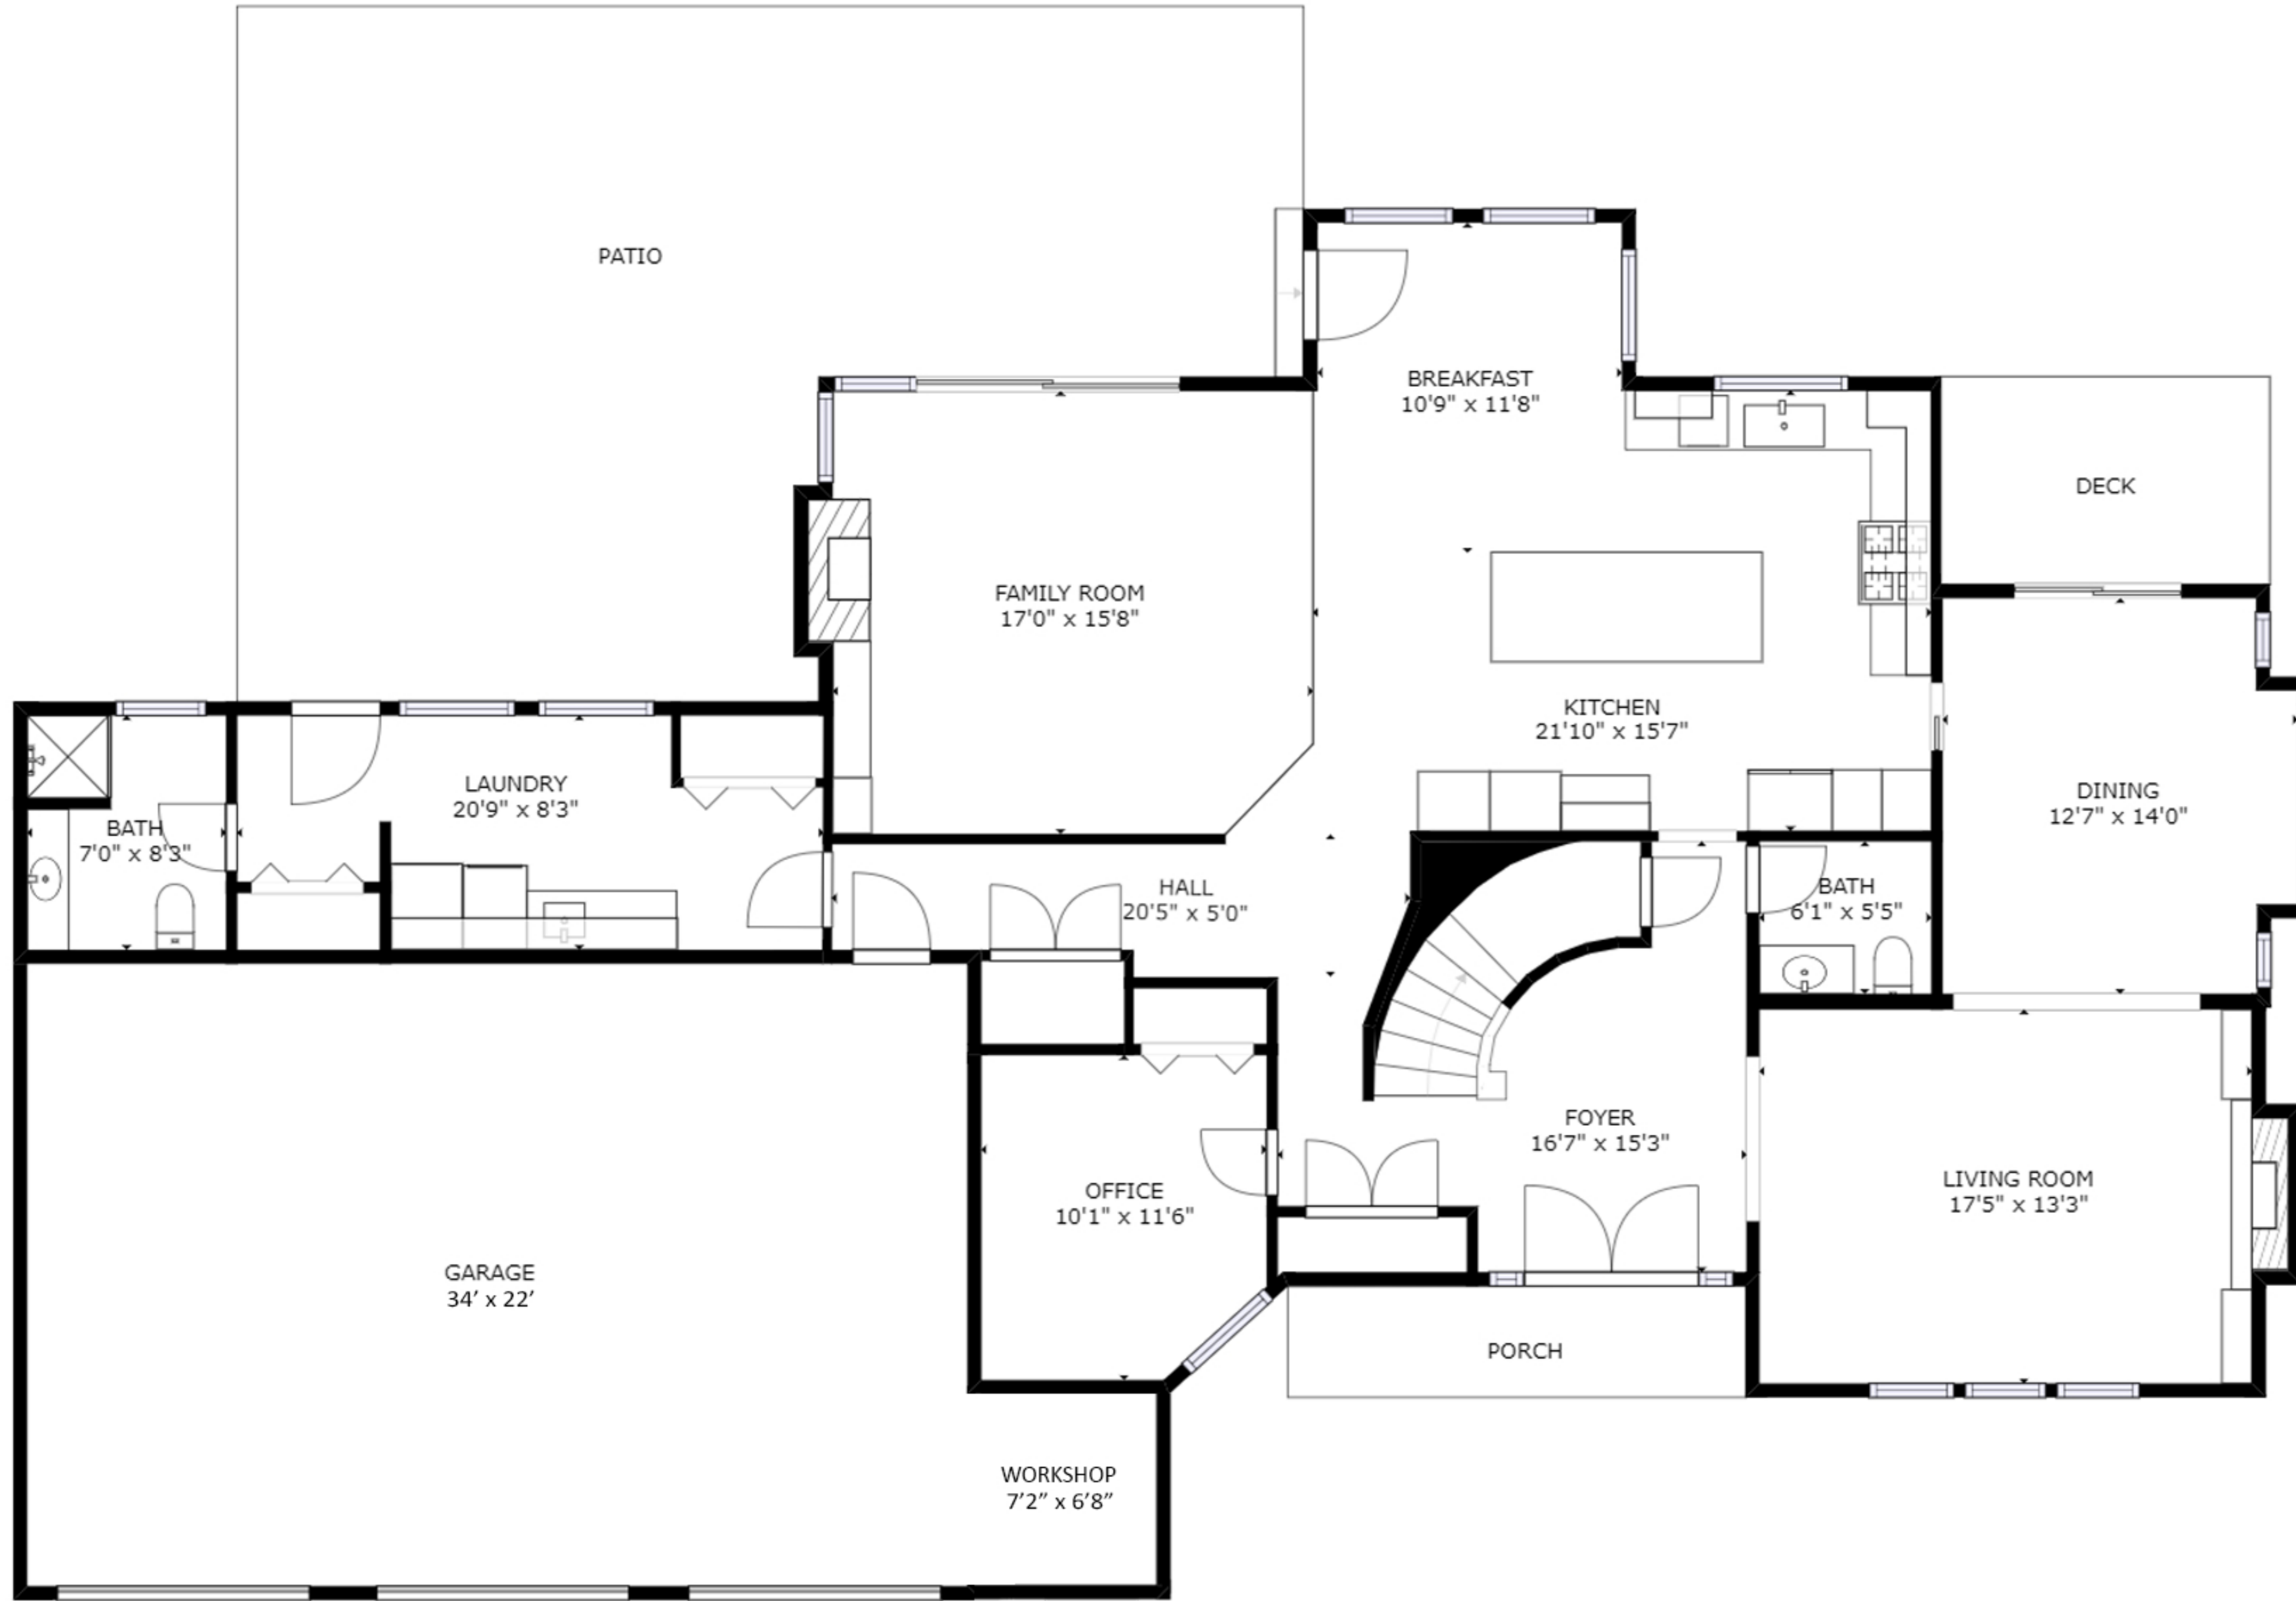 PATIO
BREAKFAST
10'9" x 11'8"
DECK
FAMILY ROOM
17'0" x 15'8"
KITCHEN
21'10" x 15'7"
LAUNDRY
20'9" x 8'3"
DINING
12'7" x 14'0"
BATH
7'0" x 8'3"
HALL
20'5" x 5'0"
BATH
6'1" x 5'5"
FOYER
16'7" x 15'3"
OFFICE
10'1" x 11'6"
LIVING ROOM
17'5" x 13'3"
GARAGE
34’ x 22’
PORCH
WORKSHOP
7’2” x 6’8”